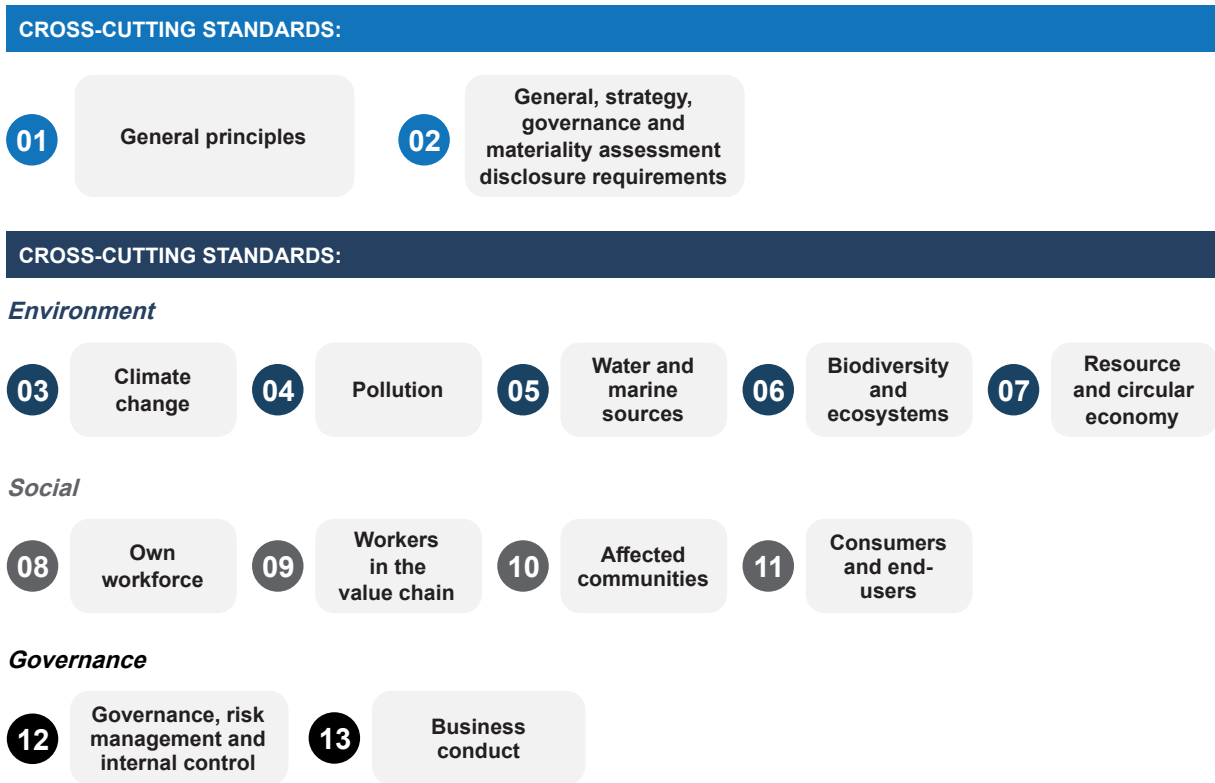 CROSS-CUTTING STANDARDS:
01
General principles
02
General, strategy,
governance and
materiality assessment
disclosure requirements
CROSS-CUTTING STANDARDS:
Environment
03
Climate
change
04
Pollution
05
Water and
marine
sources
06
Biodiversity
and
ecosystems
07
Resource
and circular
economy
Social
08
Own
workforce
09
Workers
in the
value chain
10
Affected
communities
11
Consumers
and end-
users
Governance
12
Governance, risk
management and
internal control
13
Business
conduct